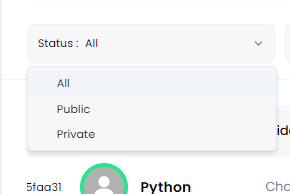 Status : All
All
Public
Private
5faa31 Python